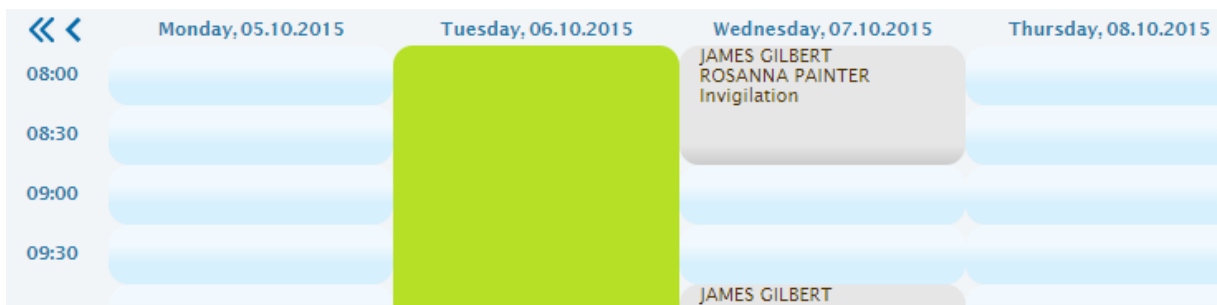 Monday, 05.10.2015 Tuesday, 06.10.2015 Wednesday, 07.10.2015 Thursday, 08.10.2015
08:00
JAMES GILBERT
ROSANNA PAINTER
Invigilation
08:30
09:00
09:30
JAMES GILBERT